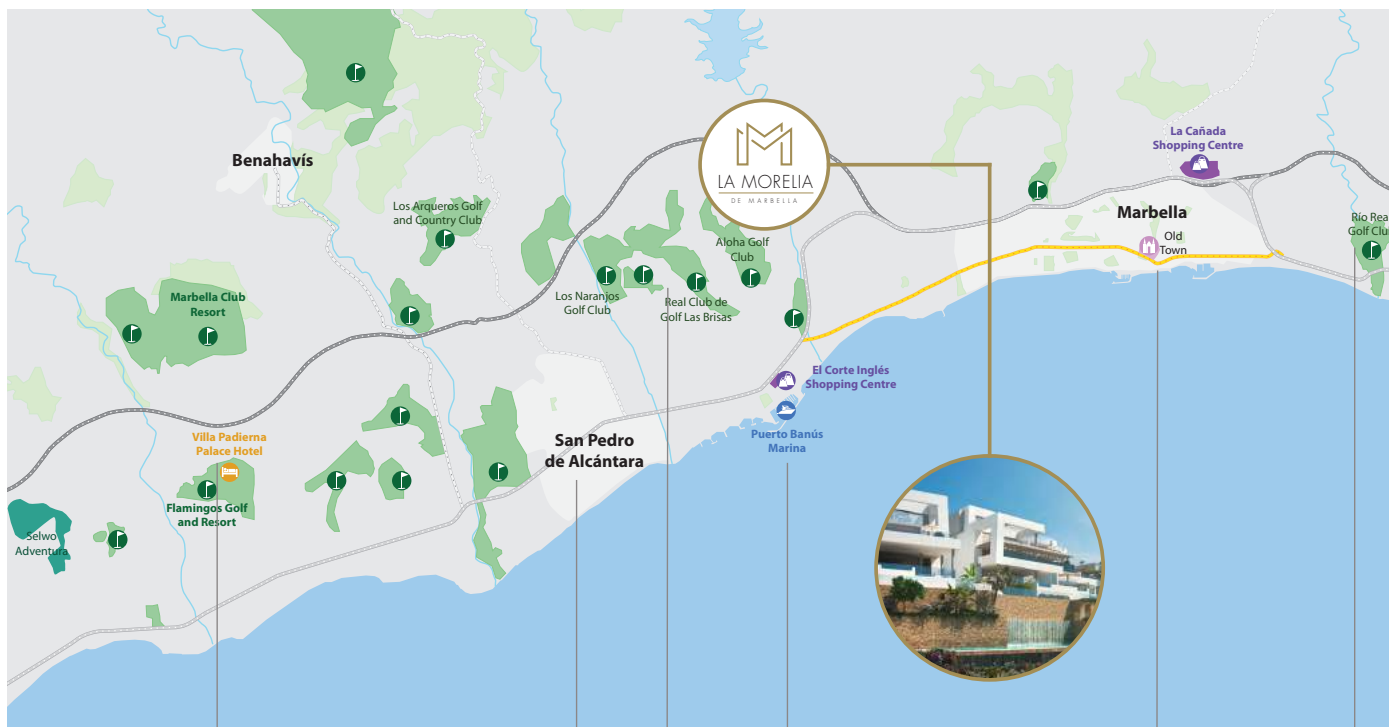 Benahavís
Los Arqueros Golf
and Country Club
LA MORELIA
DE MARBELLA
La Cañada
Shopping Centre
Marbella
Old
Town
Río Real
Golf Club
Aloha Golf
Club
Los Naranjos
Golf Club
Real Club de
Golf Las Brisas
Marbella Club
Resort
El Corte Inglés
Shopping Centre
Puerto Banús
Marina
San Pedro
de Alcántara
Villa Padierna
Palace Hotel
Flamingos Golf
and Resort
Selwo
Adventura